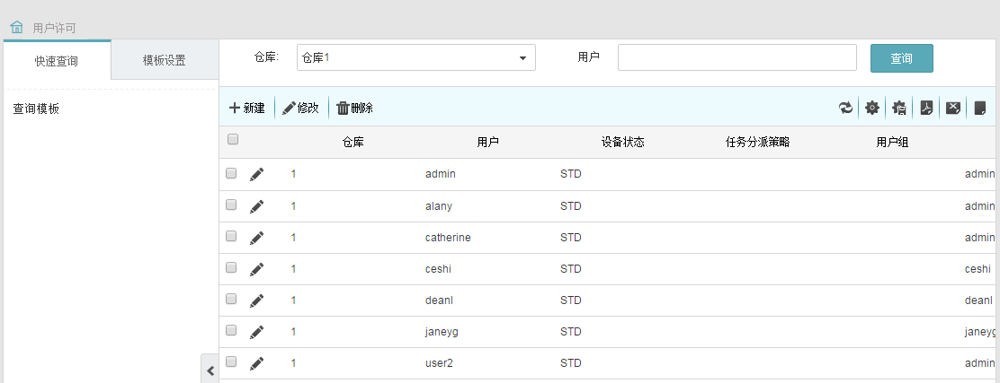 用户许可
快速查询 模板设置
查询模板
仓库: 仓库1 用户 查询
新建 修改 删除
仓库 用户 设备状态 任务分派策略 用户组
1 admin STD admin
1 alany STD admin
1 catherine STD admin
1 ceshi STD ceshi
1 deanl STD deanl
1 janeyg STD janeyg
1 user2 STD admin